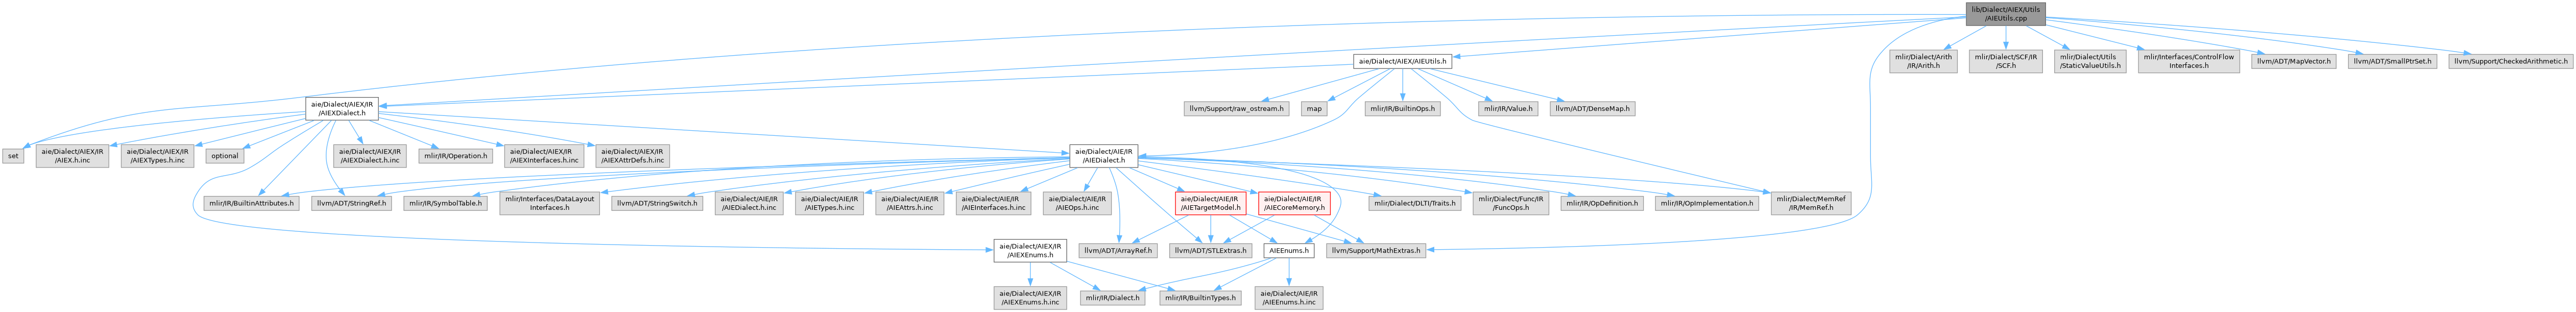 lib/Dialect/AIEX/Utils
/AIEUtils.cpp
aie/Dialect/AIEX/AIEUtils.h
mlir/Dialect/Arith
/IR/Arith.h
mlir/Dialect/SCF/IR
/SCF.h
mlir/Dialect/Utils
/StaticValueUtils.h
mlir/Interfaces/ControlFlow
Interfaces.h
llvm/ADT/MapVector.h
llvm/ADT/SmallPtrSet.h
llvm/Support/CheckedArithmetic.h
aie/Dialect/AIEX/IR
/AIEXDialect.h
llvm/Support/raw_ostream.h
map
mlir/IR/BuiltinOps.h
mlir/IR/Value.h
llvm/ADT/DenseMap.h
set
aie/Dialect/AIEX/IR
/AIEX.h.inc
aie/Dialect/AIEX/IR
/AIEXTypes.h.inc
optional
aie/Dialect/AIEX/IR
/AIEXDialect.h.inc
mlir/IR/Operation.h
aie/Dialect/AIEX/IR
/AIEXInterfaces.h.inc
aie/Dialect/AIEX/IR
/AIEXAttrDefs.h.inc
aie/Dialect/AIE/IR
/AIEDialect.h
mlir/IR/BuiltinAttributes.h
llvm/ADT/StringRef.h
mlir/IR/SymbolTable.h
mlir/Interfaces/DataLayout
Interfaces.h
llvm/ADT/StringSwitch.h
aie/Dialect/AIE/IR
/AIEDialect.h.inc
aie/Dialect/AIE/IR
/AIETypes.h.inc
aie/Dialect/AIE/IR
/AIEAttrs.h.inc
aie/Dialect/AIE/IR
/AIEInterfaces.h.inc
aie/Dialect/AIE/IR
/AIEOps.h.inc
aie/Dialect/AIE/IR
/AIETargetModel.h
aie/Dialect/AIE/IR
/AIECoreMemory.h
mlir/Dialect/DLTI/Traits.h
mlir/Dialect/Func/IR
/FuncOps.h
mlir/IR/OpDefinition.h
mlir/IR/OpImplementation.h
mlir/Dialect/MemRef
/IR/MemRef.h
aie/Dialect/AIEX/IR
/AIEXEnums.h
llvm/ADT/ArrayRef.h
llvm/ADT/STLExtras.h
AIEEnums.h
llvm/Support/MathExtras.h
aie/Dialect/AIEX/IR
/AIEXEnums.h.inc
mlir/IR/Dialect.h
mlir/IR/BuiltinTypes.h
aie/Dialect/AIE/IR
/AIEEnums.h.inc